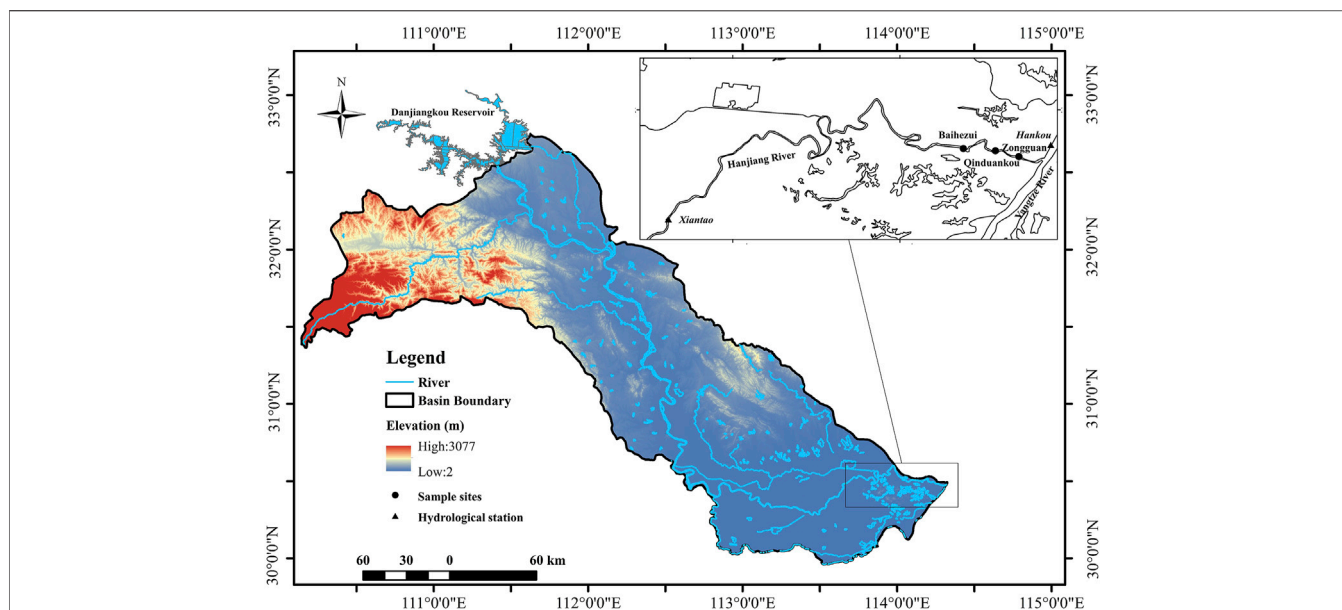 111°0'0"E 112°0'0"E 113°0'0"E 114°0'0"E 115°0'0"E
33°0'0"N
32°0'0"N
31°0'0"N
30°0'0"N
N
Danjiangkou Reservoir
Baihezui
Hankou
Zongguan
Qinduankou
Hanjiang River
Yangtze River
Xiantao
33°0'0"N
32°0'0"N
31°0'0"N
30°0'0"N
Legend
River
Basin Boundary
Elevation (m)
High:3077
Low:2
Sample sites
Hydrological station
60 30 0 60 km
111°0'0"E 112°0'0"E 113°0'0"E 114°0'0"E 115°0'0"E